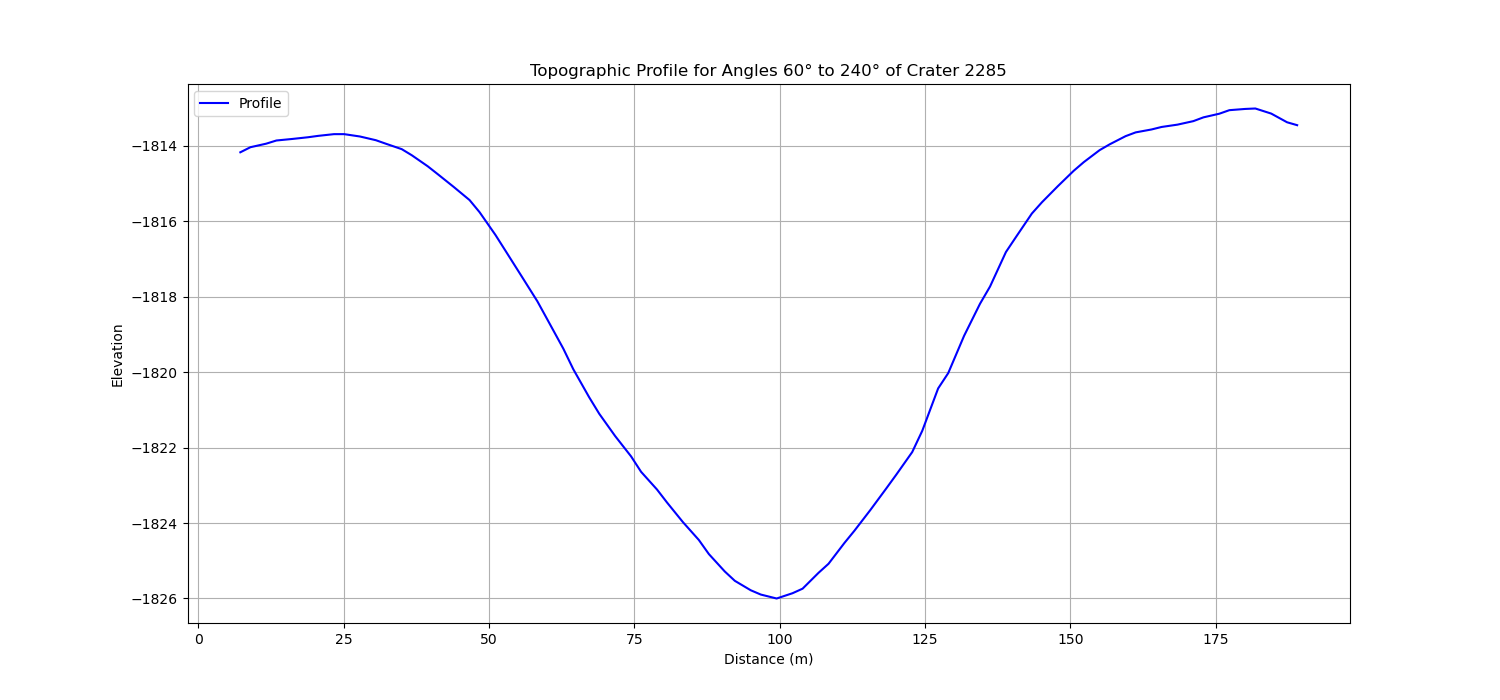 Topographic Profile for Angles 60° to 240° of Crater 2285
Profile
−1814
−1816
−1818
−1820
−1822
−1824
−1826
Elevation
0 25 50 75 100 125 150 175
Distance (m)